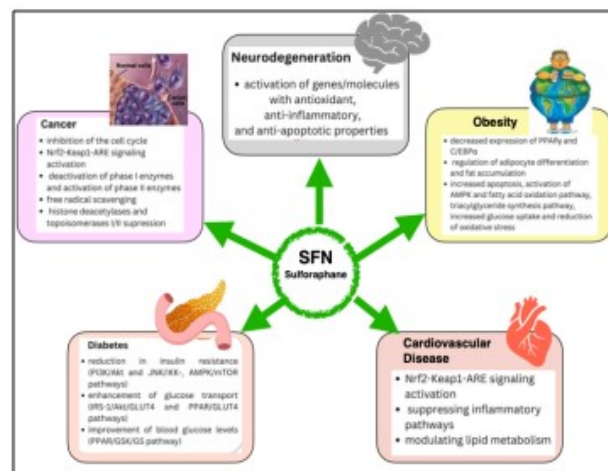 Neurodegeneration
• activation of genes/molecules
with antioxidant,
anti-inflammatory,
and anti-apoptotic properties
Normal cells
Cancer
cells
Cancer
• inhibition of the cell cycle
• Nrf2-Keap1-ARE signaling
activation
• deactivation of phase I enzymes
and activation of phase II enzymes
• free radical scavenging
• histone deacetylases and
topoisomerases I/II supression
Obesity
• decreased expression of PPARγ and
C/EBPα
• regulation of adipocyte differentiation
and fat accumulation
• increased apoptosis, activation of
AMPK and fatty acid oxidation pathway,
triacylglyceride synthesis pathway,
increased glucose uptake and reduction
of oxidative stress
SFN
Sulforaphane
Diabetes
• reduction in insulin resistance
(PI3K/Akt and JNK/IKK-, AMPK/mTOR
pathways)
• enhancement of glucose transport
(IRS-1/Akt/GLUT4 and PPAR/GLUT4
pathways)
• improvement of blood glucose levels
(PPAR/GSK/GS pathway)
Cardiovascular
Disease
• Nrf2-Keap1-ARE signaling
activation
• suppressing inflammatory
pathways
• modulating lipid metabolism